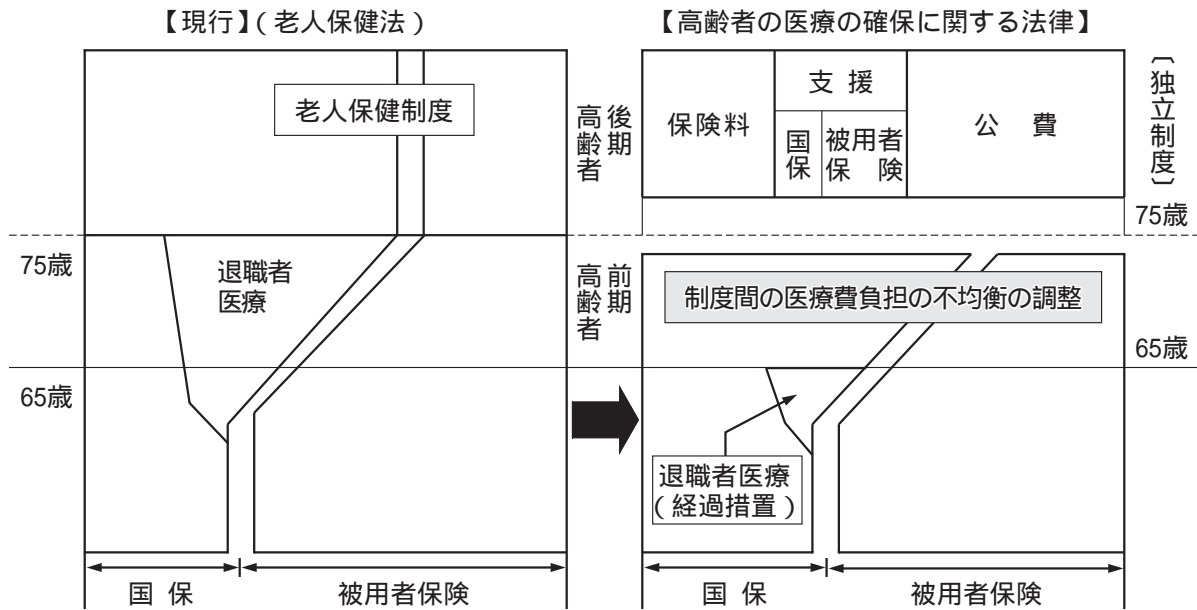 【現行】(老人保健法)
老人保健制度
75歳
退職者
医療
65歳
国 保
被用者保険
【高齢者の医療の確保に関する法律】
後期
高齢者
保険料
支 援
国保
被用者
保 険
公 費
〔独立制度〕
75歳
前期
高齢者
制度間の医療費負担の不均衡の調整
65歳
退職者医療
(経過措置)
国 保
被用者保険